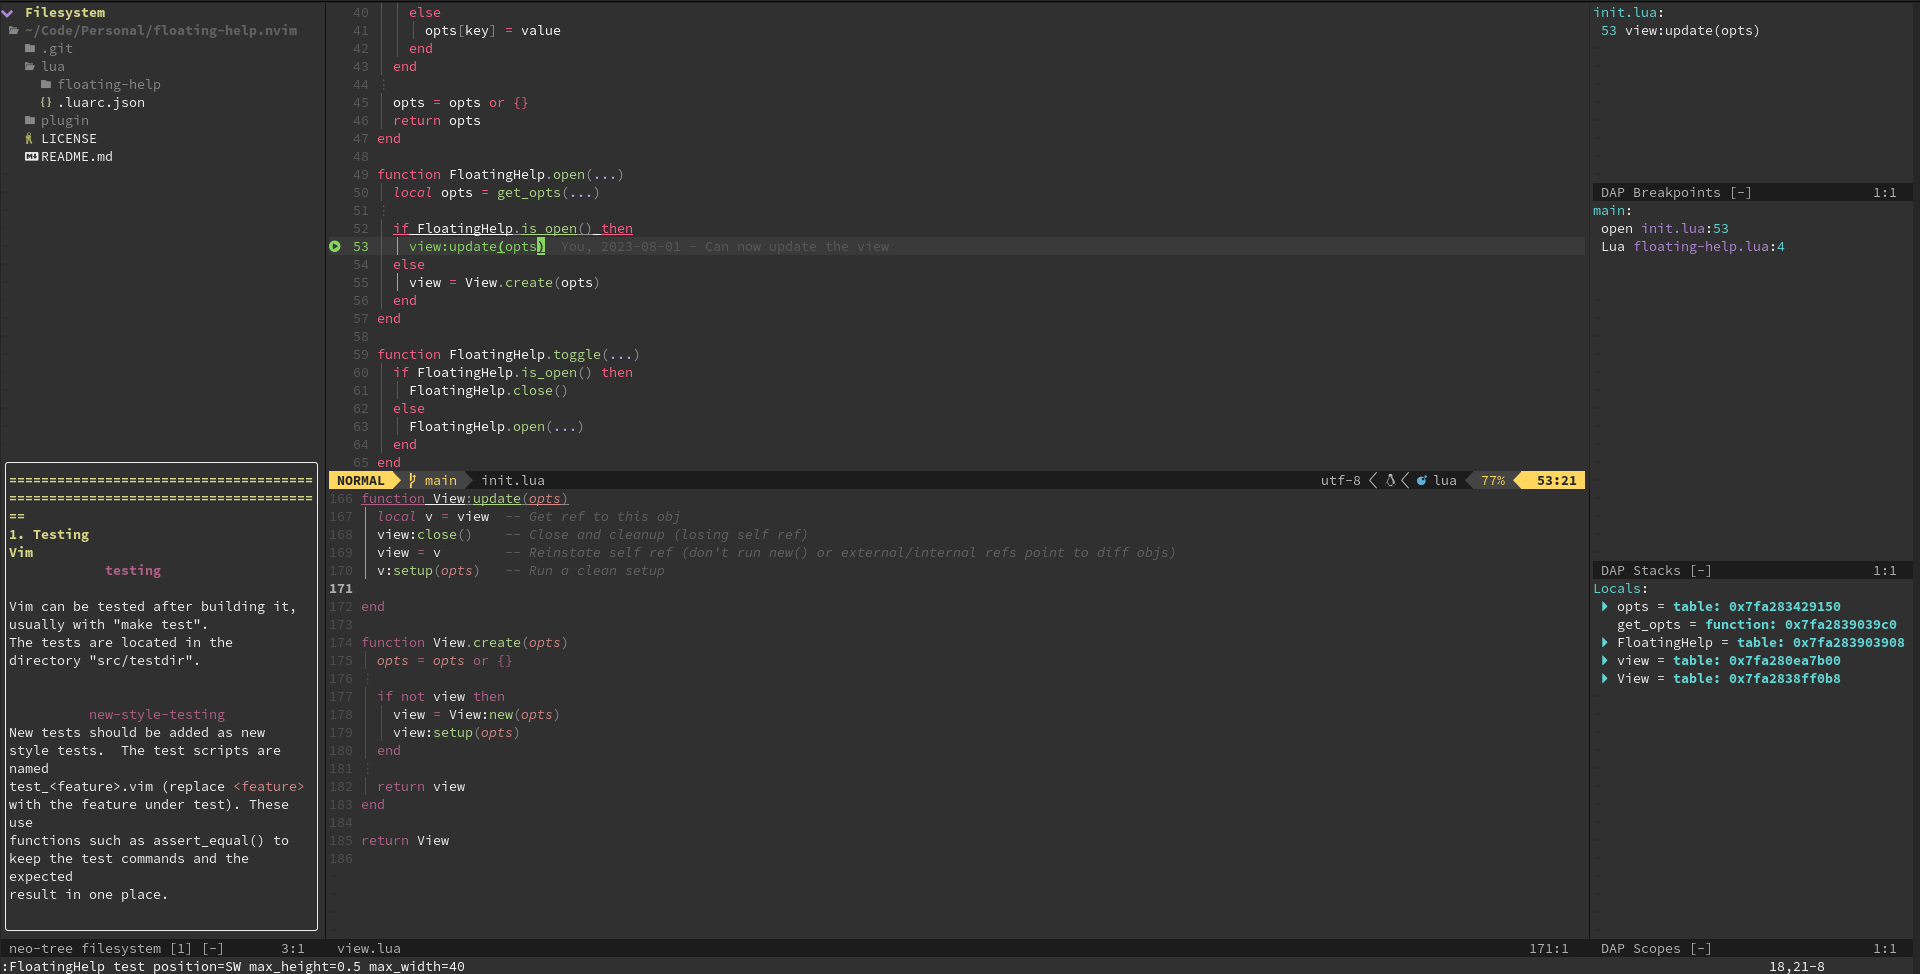 Filesystem
~/Code/Personal/floating-help.nvim
.git
lua
floating-help
{} .luarc.json
plugin
LICENSE
README.md
========================================
========================================
==
1. Testing
Vim
testing
Vim can be tested after building it,
usually with "make test".
The tests are located in the
directory "src/testdir".
new-style-testing
New tests should be added as new
style tests.  The test scripts are
named
test_<feature>.vim (replace <feature>
with the feature under test). These
use
functions such as assert_equal() to
keep the test commands and the
expected
result in one place.
neo-tree filesystem [1] [-] 3:1
40 else
41 opts[key] = value
42 end
43 end
44
45 opts = opts or {}
46 return opts
47 end
48
49 function FloatingHelp.open(...)
50 local opts = get_opts(...)
51
52 if FloatingHelp.is_open() then
53 view:update(opts) You, 2023-08-01 - Can now update the view
54 else
55 view = View.create(opts)
56 end
57 end
58
59 function FloatingHelp.toggle(...)
60 if FloatingHelp.is_open() then
61 FloatingHelp.close()
62 else
63 FloatingHelp.open(...)
64 end
65 end
NORMAL main init.lua utf-8 lua 77% 53:21
166 function View:update(opts)
167 local v = view  -- Get ref to this obj
168 view:close()    -- Close and cleanup (losing self ref)
169 view = v        -- Reinstate self ref (don't run new() or external/internal refs point to diff objs)
170 v:setup(opts)   -- Run a clean setup
171
172 end
173
174 function View.create(opts)
175 opts = opts or {}
176
177 if not view then
178 view = View:new(opts)
179 view:setup(opts)
180 end
181
182 return view
183 end
184
185 return View
186
view.lua 171:1
init.lua:
53 view:update(opts)
DAP Breakpoints [-] 1:1
main:
open init.lua:53
Lua floating-help.lua:4
DAP Stacks [-] 1:1
Locals:
opts = table: 0x7fa283429150
get_opts = function: 0x7fa2839039c0
FloatingHelp = table: 0x7fa283903908
view = table: 0x7fa280ea7b00
View = table: 0x7fa2838ff0b8
DAP Scopes [-] 1:1
:FloatingHelp test position=SW max_height=0.5 max_width=40 18,21-8